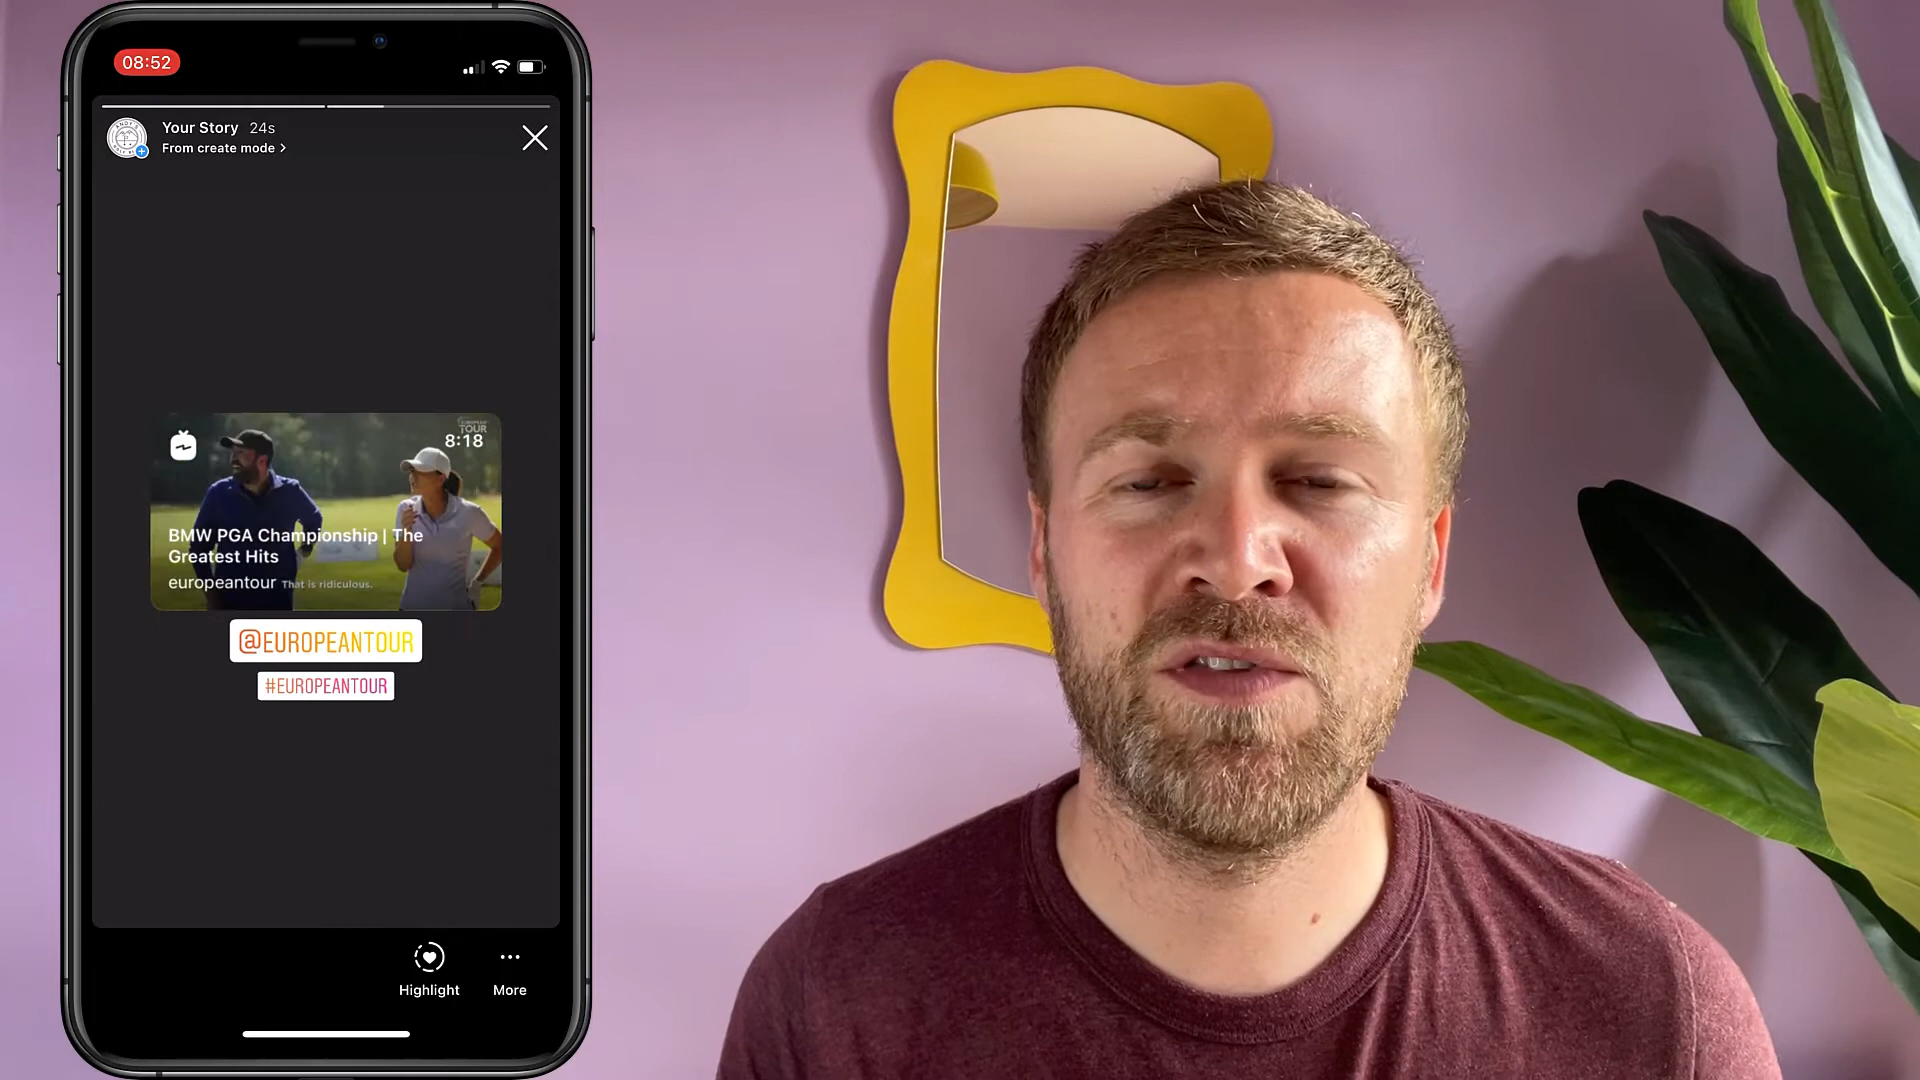 08:52
Your Story 24s
From create mode >
TOUR
8:18
BMW PGA Championship | The
Greatest Hits
europeantour That is ridiculous.
@EUROPEANTOUR
#EUROPEANTOUR
Highlight
More